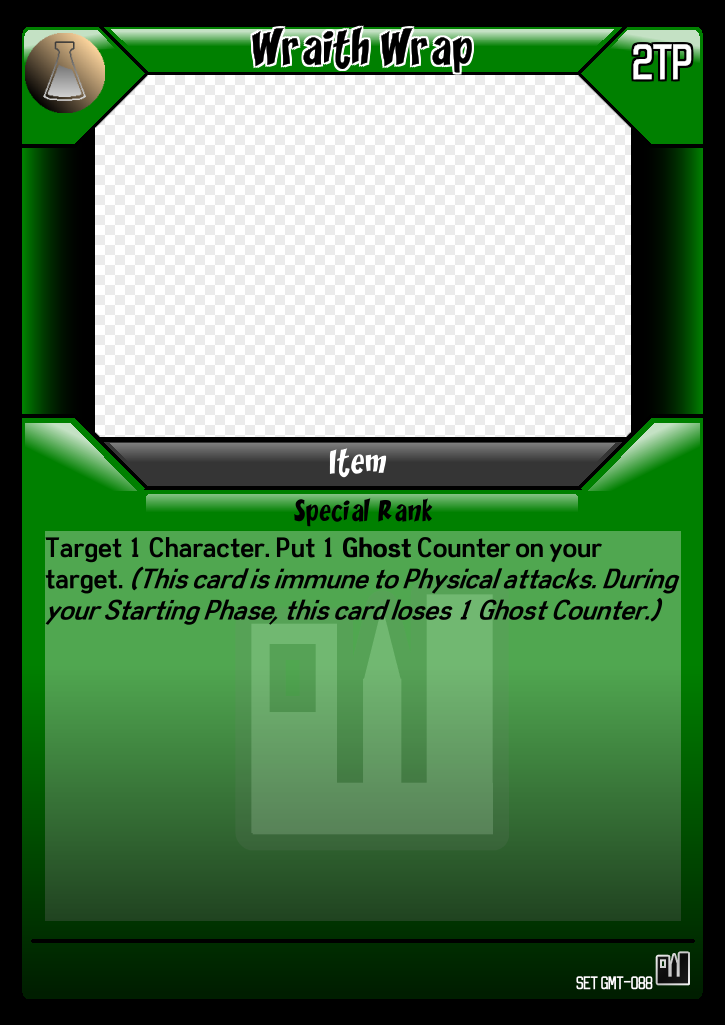 Wraith Wrap
2TP
Item
Special Rank
Target 1 Character. Put 1 Ghost Counter on your
target. (This card is immune to Physical attacks. During
your Starting Phase, this card loses 1 Ghost Counter.)
SET GMT-088